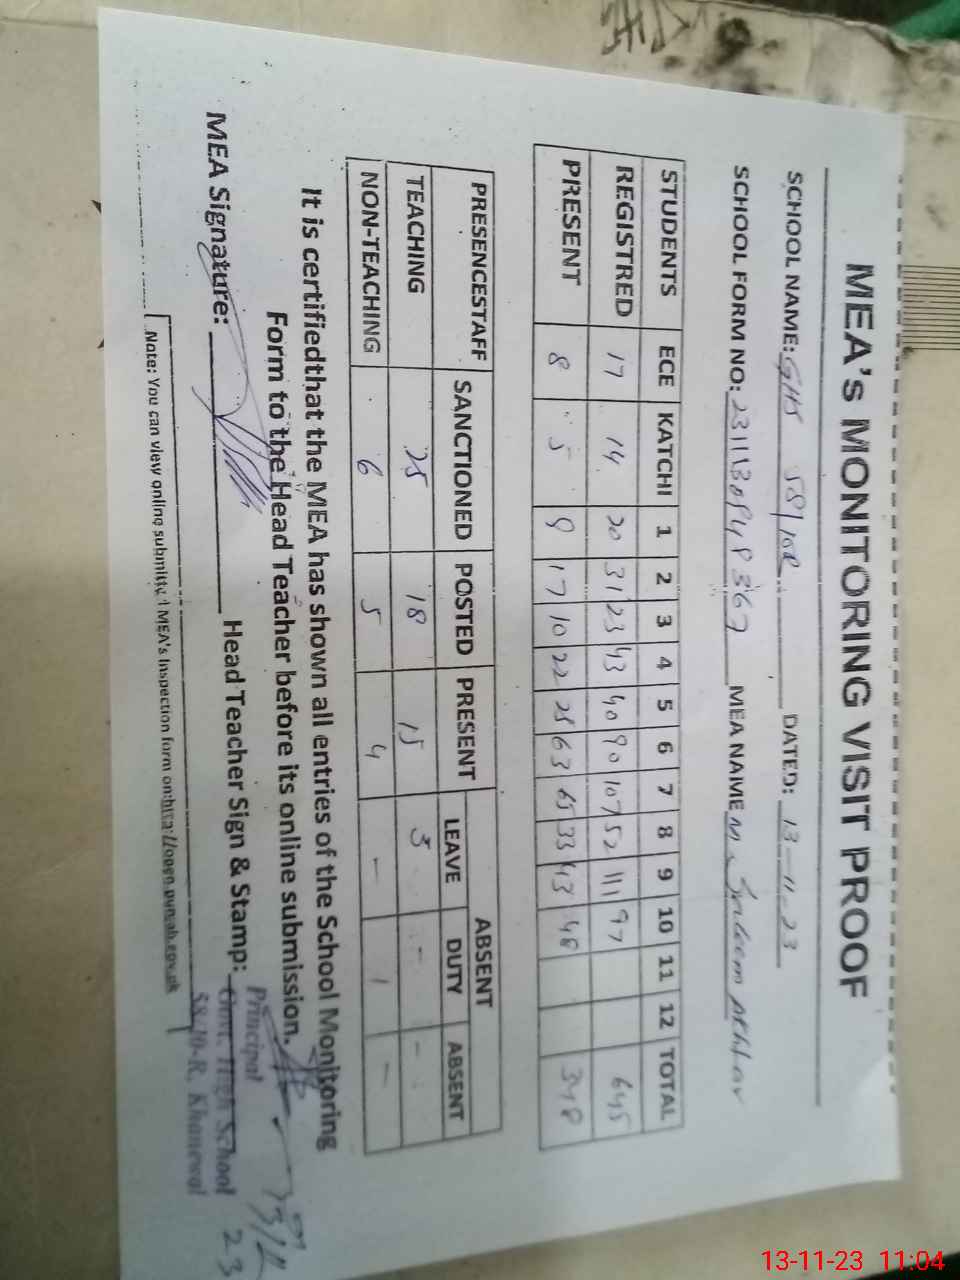 MEA's MONITORING VISIT PROOF
SCHOOL NAME: GHS 58/10R DATED: 13-11-23
SCHOOL FORM NO: MEA NAME M.
STUDENTS ECE KATCHI 1 2 3 4 5 6 7 8 9 10 11 12 TOTAL
REGISTRED 17 14 20 31 23 43 40 90 107 52 111 97 645
PRESENT 8 5 9 17 10 22 28 63 65 33 43 48
PRESENCESTAFF SANCTIONED POSTED PRESENT ABSENT
LEAVE DUTY ABSENT
TEACHING 25 18 15 3 - -
NON-TEACHING 6 5 4 - 1 -
It is certifiedthat the MEA has shown all entries of the School Monitoring
Form to the Head Teacher before its online submission.
MEA Signature: Head Teacher Sign & Stamp:
Principal
Govt. High School
58/10-R, Khanewal
Note: You can view online submitted MEA's Inspection form on:
13-11-23 11:04